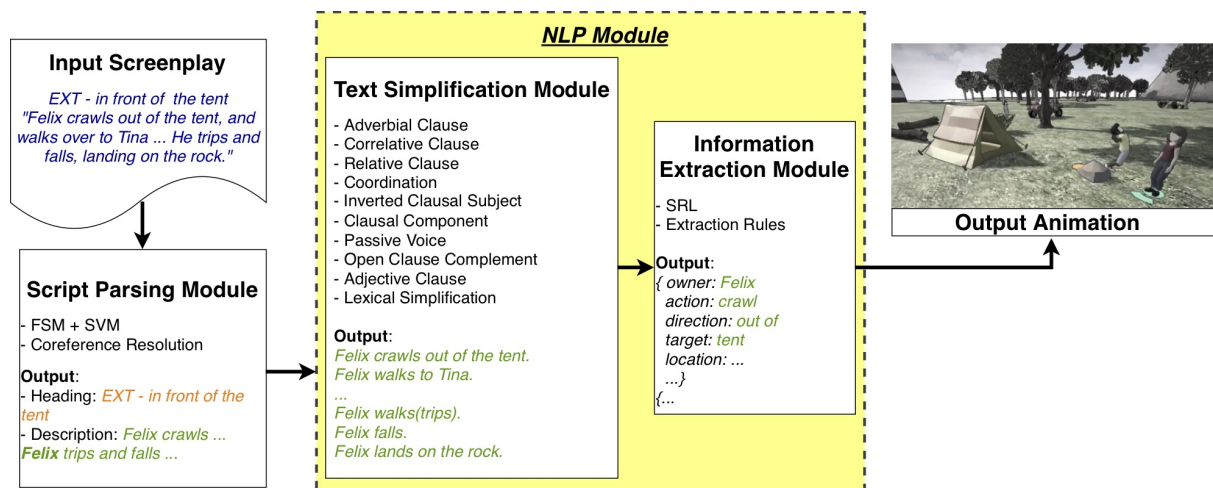 Input Screenplay
EXT - in front of the tent
"Felix crawls out of the tent, and
walks over to Tina ... He trips and
falls, landing on the rock."
Script Parsing Module
- FSM + SVM
- Coreference Resolution
Output:
- Heading: EXT - in front of the
tent
- Description: Felix crawls ...
Felix trips and falls ...
NLP Module
Text Simplification Module
- Adverbial Clause
- Correlative Clause
- Relative Clause
- Coordination
- Inverted Clausal Subject
- Clausal Component
- Passive Voice
- Open Clause Complement
- Adjective Clause
- Lexical Simplification
Output:
Felix crawls out of the tent.
Felix walks to Tina.
...
Felix walks(trips).
Felix falls.
Felix lands on the rock.
Information
Extraction Module
- SRL
- Extraction Rules
Output:
{ owner: Felix
action: crawl
direction: out of
target: tent
location: ...
...}
{...
Output Animation